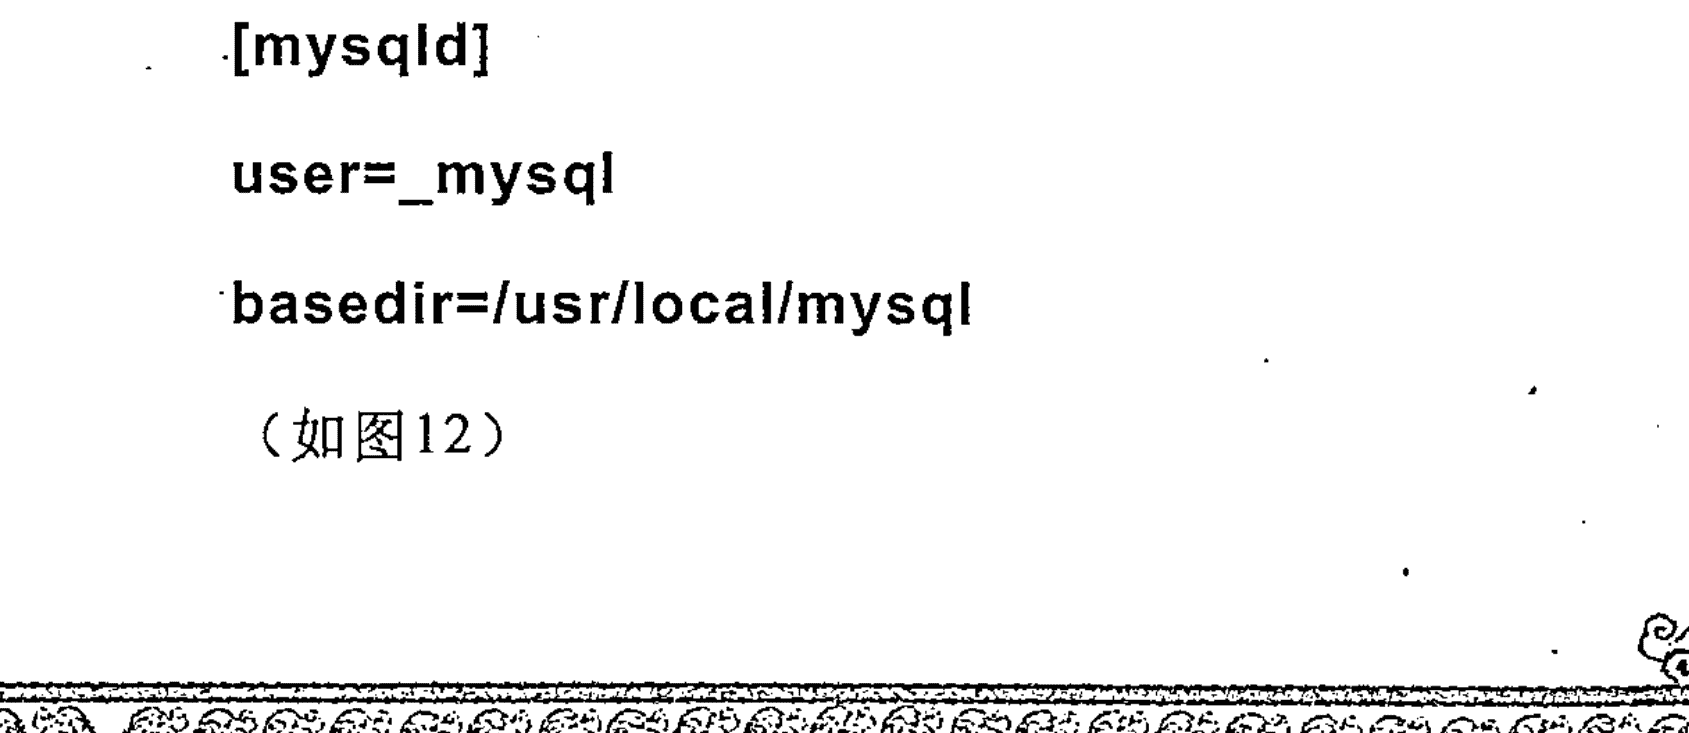 [mysqld]
user=_mysql
basedir=/usr/local/mysql
（如图12）